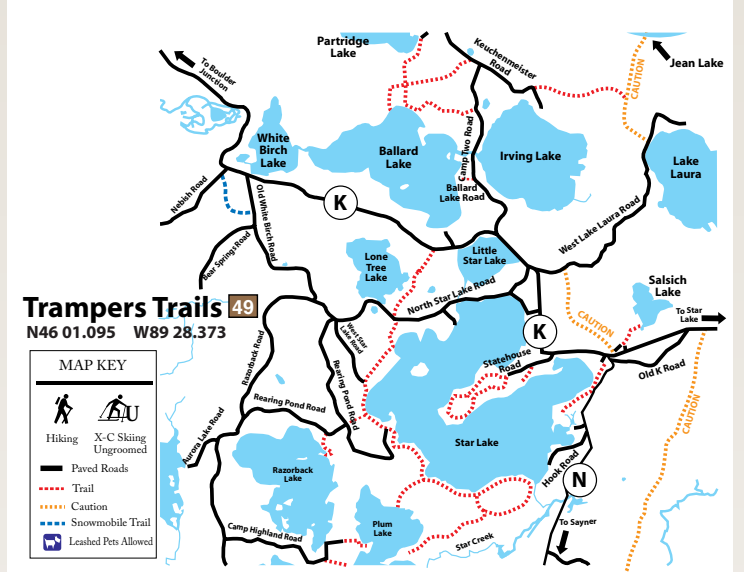 Partridge
Lake
Keuchenmeister
Road
Jean Lake
CAUTION
To Boulder
Junction
White
Birch
Lake
Ballard
Lake
Camp Two Road
Irving Lake
Lake
Laura
Nebish Road
Old White Birch Road
K
Ballard
Lake Road
West Lake Laura Road
Bear Springs Road
Lone
Tree
Lake
Little
Star Lake
North Star Lake Road
Salsich
Lake
To Star
Lake
Trampers Trails 49
N46 01.095 W89 28.373
CAUTION
K
West Star
Lake Road
Statehouse
Road
Old K Road
Razorback Road
Rearing Pond Road
Rearing Pond Road
CAUTION
Aurora Lake Road
Star Lake
Razorback
Lake
Hook Road
N
Plum
Lake
To Sayner
Camp Highland Road
Star Creek
MAP KEY
Hiking
X-C Skiing
Ungroomed
Paved Roads
Trail
Caution
Snowmobile Trail
Leashed Pets Allowed